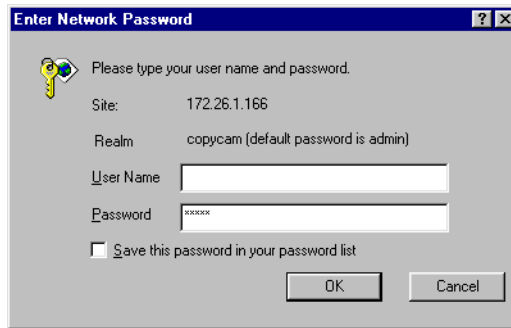 Enter Network Password
Please type your user name and password.
Site: 172.26.1.166
Realm copycam (default password is admin)
User Name
Password xxxxx
Save this password in your password list
OK Cancel